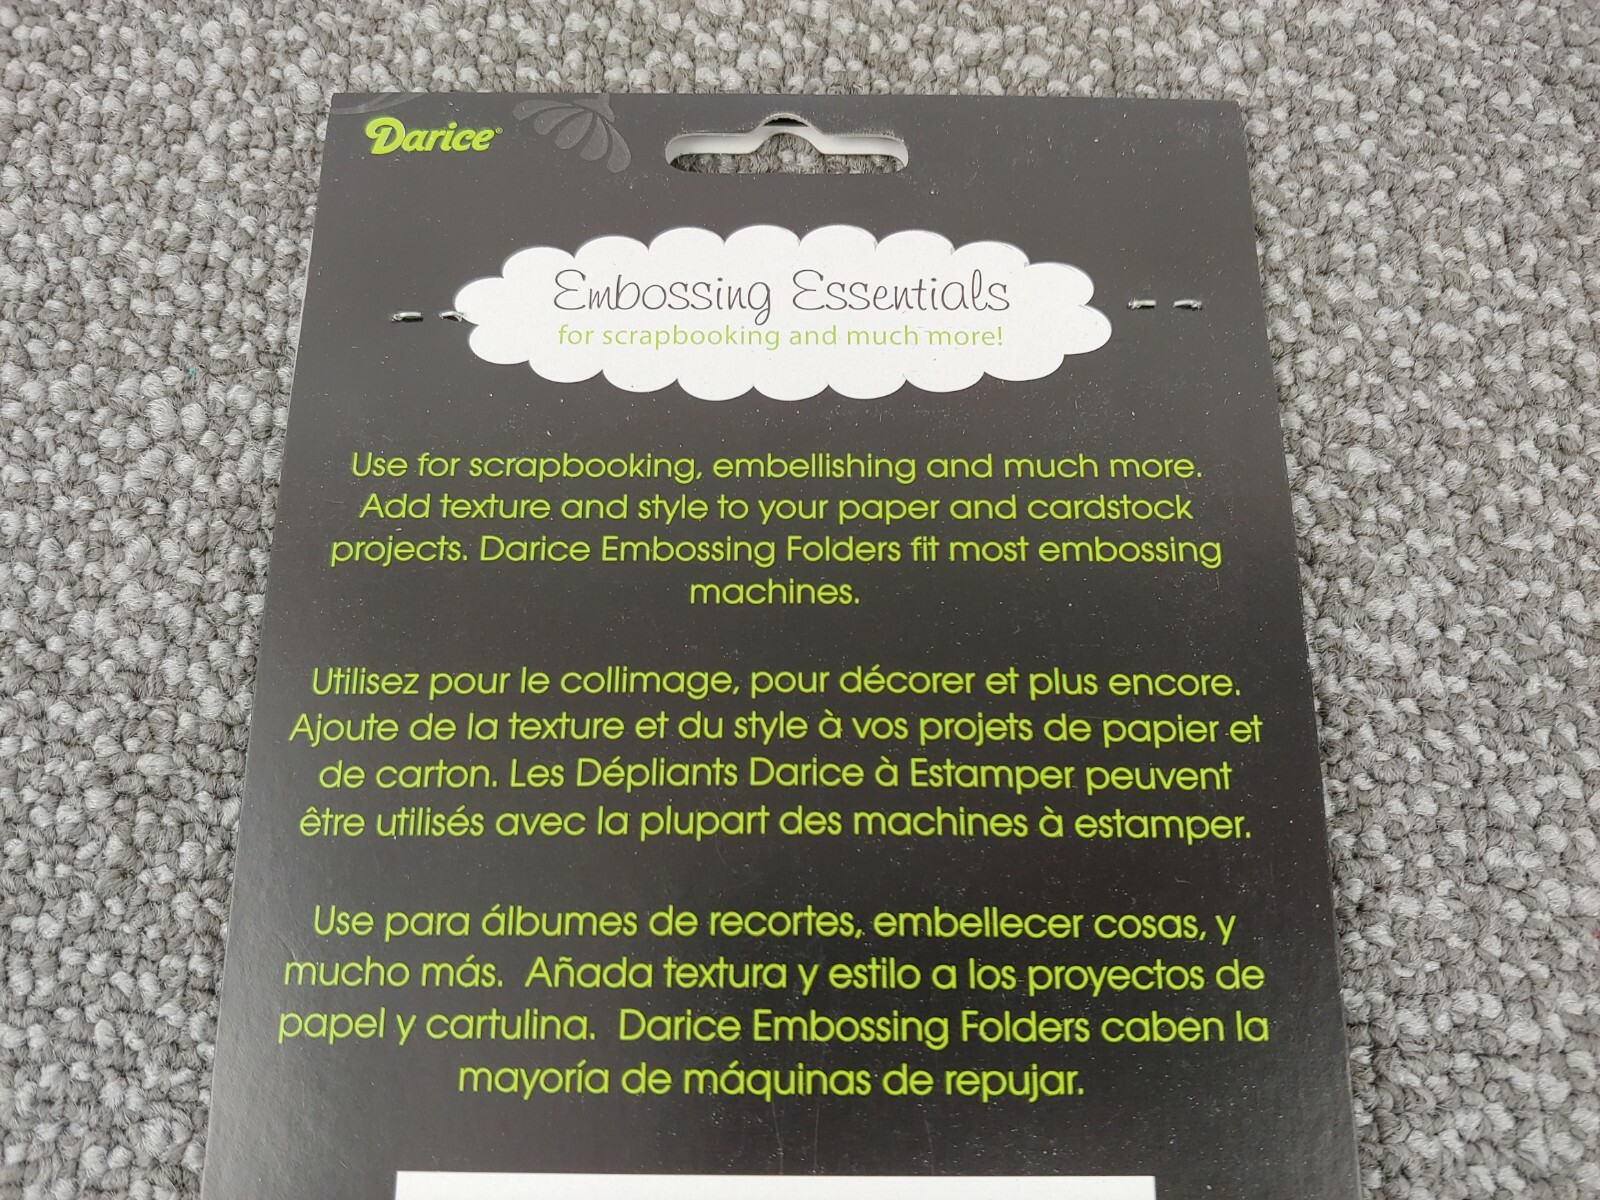 Darice®
Embossing Essentials
for scrapbooking and much more!
Use for scrapbooking, embellishing and much more.
Add texture and style to your paper and cardstock
projects. Darice Embossing Folders fit most embossing
machines.
Utilisez pour le collimage, pour décorer et plus encore.
Ajoute de la texture et du style à vos projets de papier et
de carton. Les Dépliants Darice à Estamper peuvent
être utilisés avec la plupart des machines à estamper.
Use para álbumes de recortes, embellecer cosas, y
mucho más. Añada textura y estilo a los proyectos de
papel y cartulina. Darice Embossing Folders caben la
mayoría de máquinas de repujar.